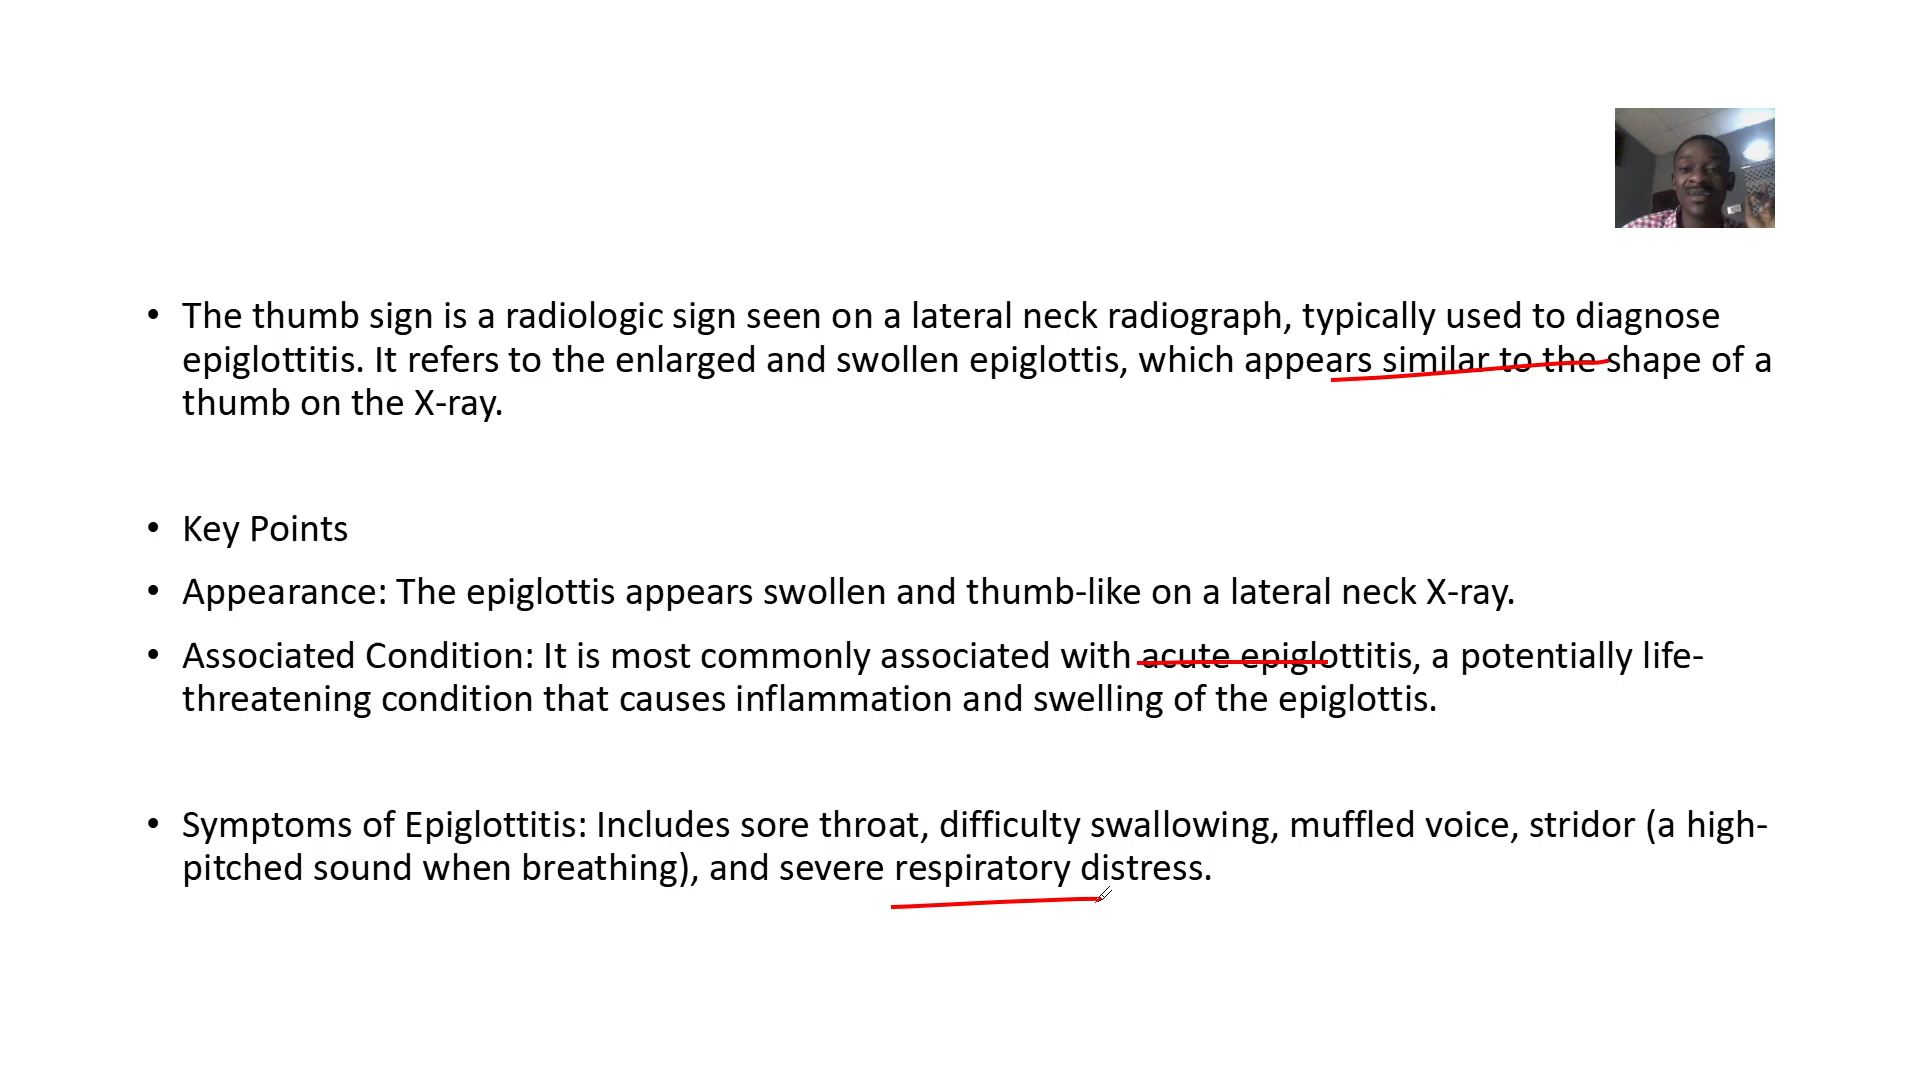 • The thumb sign is a radiologic sign seen on a lateral neck radiograph, typically used to diagnose
epiglottitis. It refers to the enlarged and swollen epiglottis, which appears similar to the shape of a
thumb on the X-ray.
• Key Points
• Appearance: The epiglottis appears swollen and thumb-like on a lateral neck X-ray.
• Associated Condition: It is most commonly associated with acute epiglottitis, a potentially life-
threatening condition that causes inflammation and swelling of the epiglottis.
• Symptoms of Epiglottitis: Includes sore throat, difficulty swallowing, muffled voice, stridor (a high-
pitched sound when breathing), and severe respiratory distress.